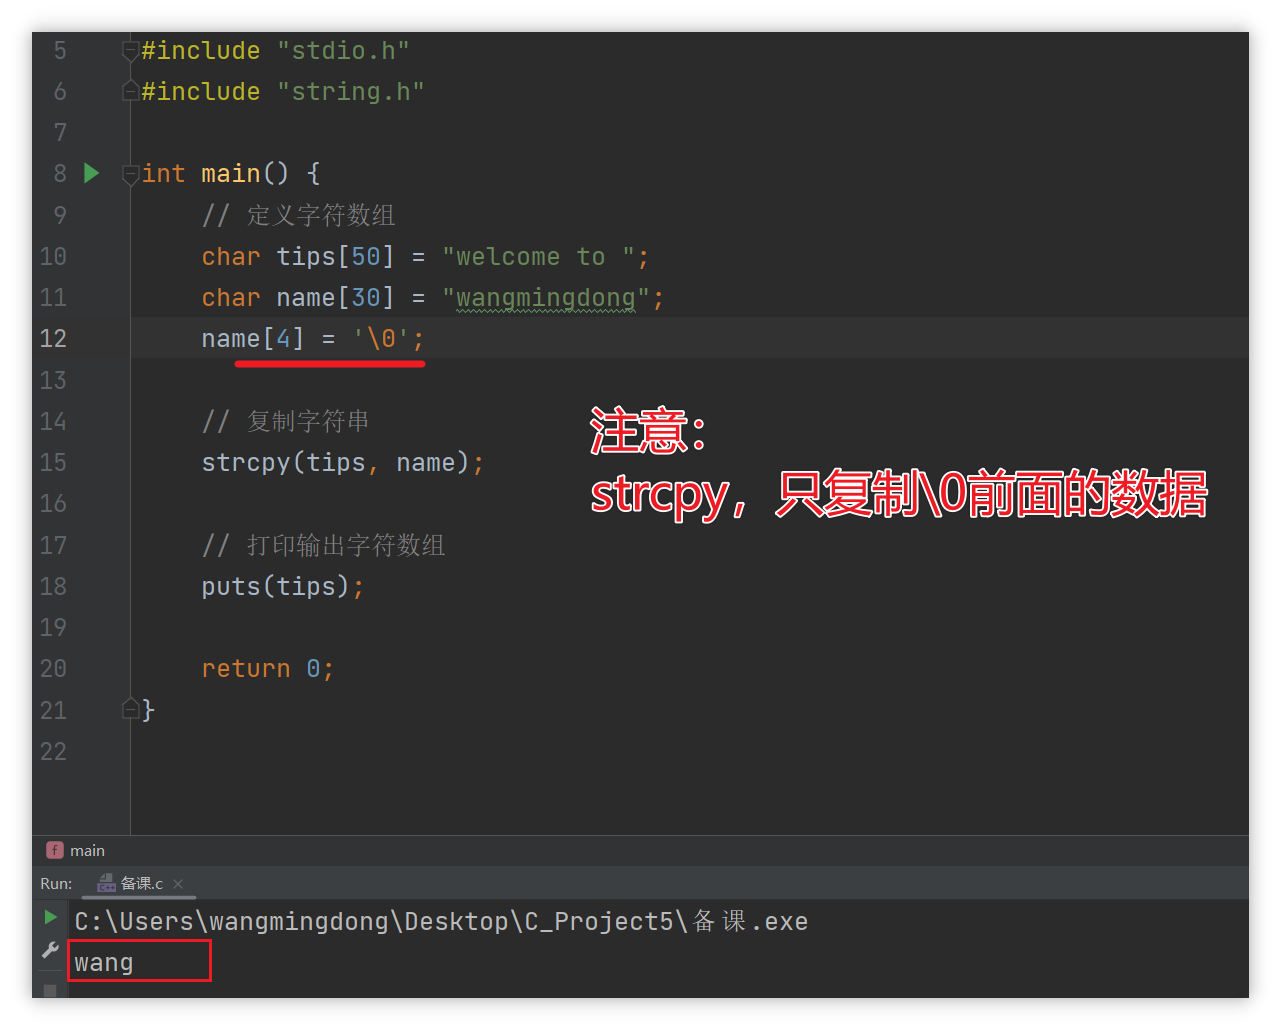 5 #include "stdio.h"
6 #include "string.h"
7
8 int main() {
9 // 定义字符数组
10 char tips[50] = "welcome to ";
11 char name[30] = "wangmingdong";
12 name[4] = '\0';
13
14 // 复制字符串
15 strcpy(tips, name);
16
17 // 打印输出字符数组
18 puts(tips);
19
20 return 0;
21 }
22
注意：
strcpy，只复制\0前面的数据
f main
Run: C++ 备课.c ×
C:\Users\wangmingdong\Desktop\C_Project5\备课.exe
wang